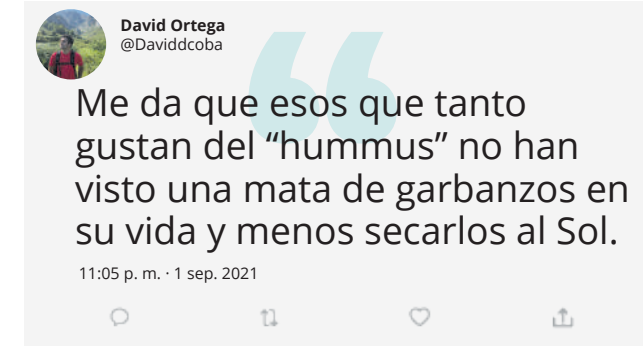 David Ortega
@Daviddcoba
Me da que esos que tanto
gustan del “hummus” no han
visto una mata de garbanzos en
su vida y menos secarlos al Sol.
11:05 p. m. · 1 sep. 2021